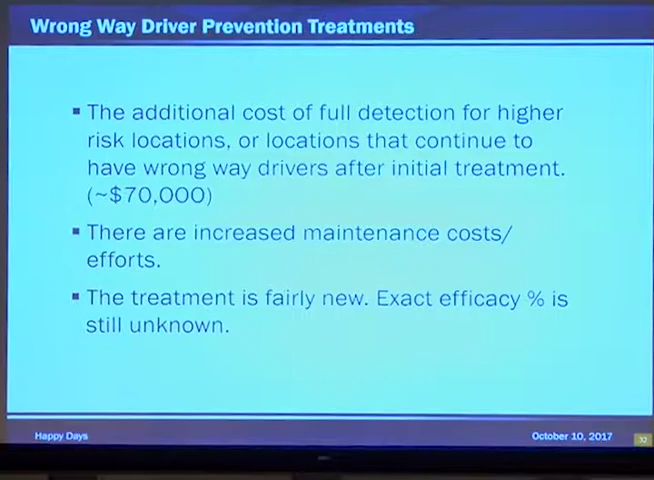 Wrong Way Driver Prevention Treatments
▪ The additional cost of full detection for higher
risk locations, or locations that continue to
have wrong way drivers after initial treatment.
(~$70,000)
▪ There are increased maintenance costs/
efforts.
▪ The treatment is fairly new. Exact efficacy % is
still unknown.
Happy Days
October 10, 2017